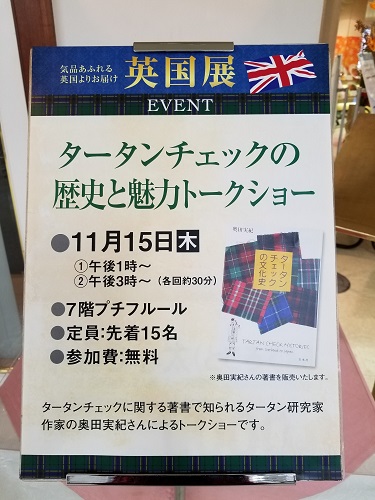 気品あふれる
英国よりお届け
英国展
EVENT
タータンチェックの
歴史と魅力トークショー
●11月15日木
①午後1時〜
②午後3時〜(各回約30分)
●7階プチフルール
●定員:先着15名
●参加費:無料
奥田実紀
タータン
チェック
の文化史
TARTAN CHECK HISTORIES
※奥田実紀さんの著書を販売いたします。
タータンチェックに関する著書で知られるタータン研究家
作家の奥田実紀さんによるトークショーです。